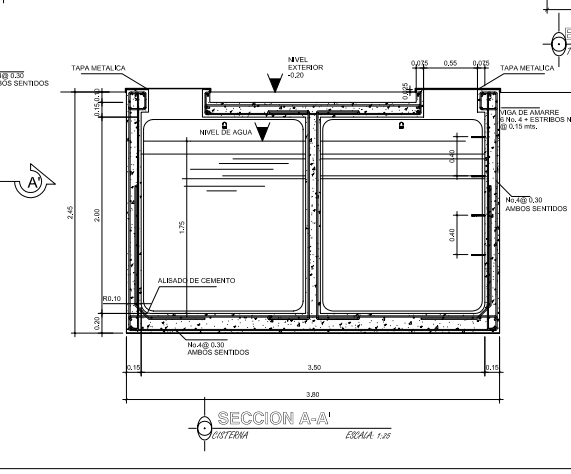 NIVEL
EXTERIOR
-0.20
0.075
0.55
0.075
TAPA METALICA
TAPA METALICA
@ 0.30
BOS SENTIDOS
0.10
0.15
0.025
VIGA DE AMARRE
6 No. 4 + ESTRIBOS N
@ 0.15 mts.
NIVEL DE AGUA
0.40
A'
2.45
2.00
1.75
No.4@ 0.30
AMBOS SENTIDOS
0.40
ALISADO DE CEMENTO
R0.10
0.20
No.4@ 0.30
AMBOS SENTIDOS
0.15
3.50
0.15
3.80
SECCION A-A'
CISTERNA
ESCALA: 1:25